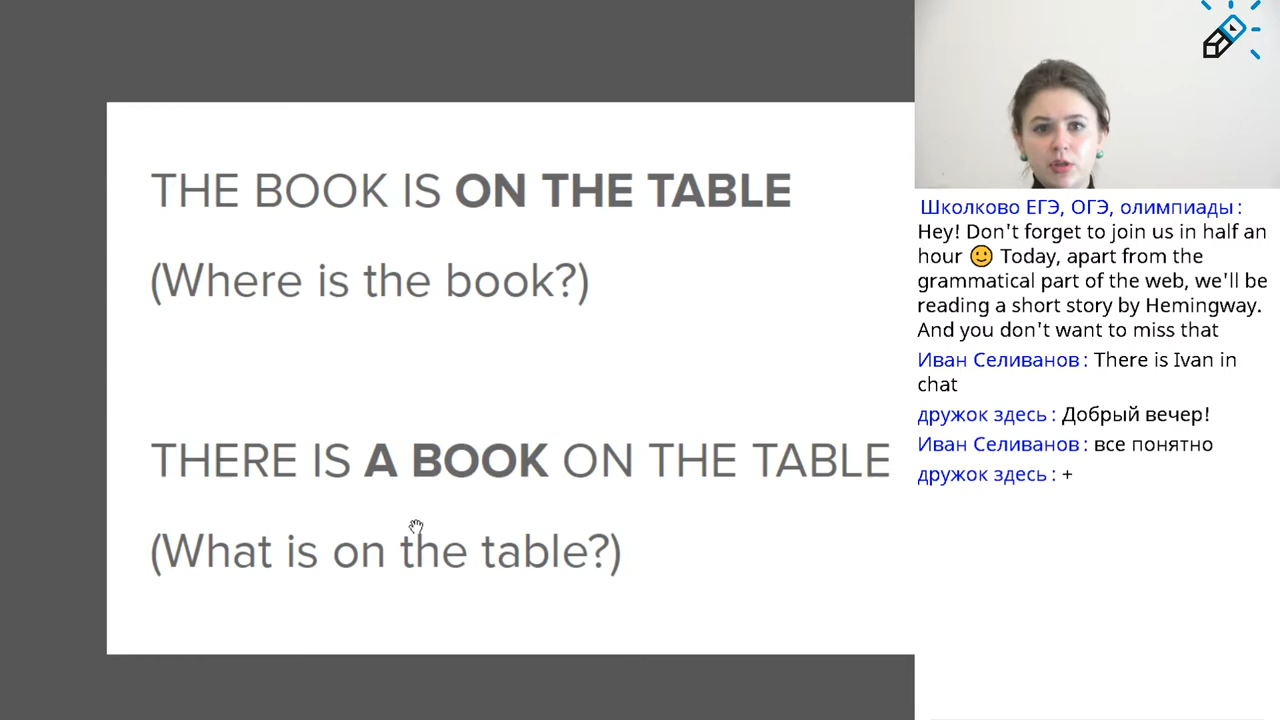 THE BOOK IS ON THE TABLE
(Where is the book?)
THERE IS A BOOK ON THE TABLE
(What is on the table?)
Школково ЕГЭ, ОГЭ, олимпиады :
Hey! Don't forget to join us in half an
hour 🙂 Today, apart from the
grammatical part of the web, we'll be
reading a short story by Hemingway.
And you don't want to miss that
Иван Селиванов : There is Ivan in
chat
дружок здесь : Добрый вечер!
Иван Селиванов : все понятно
дружок здесь : +